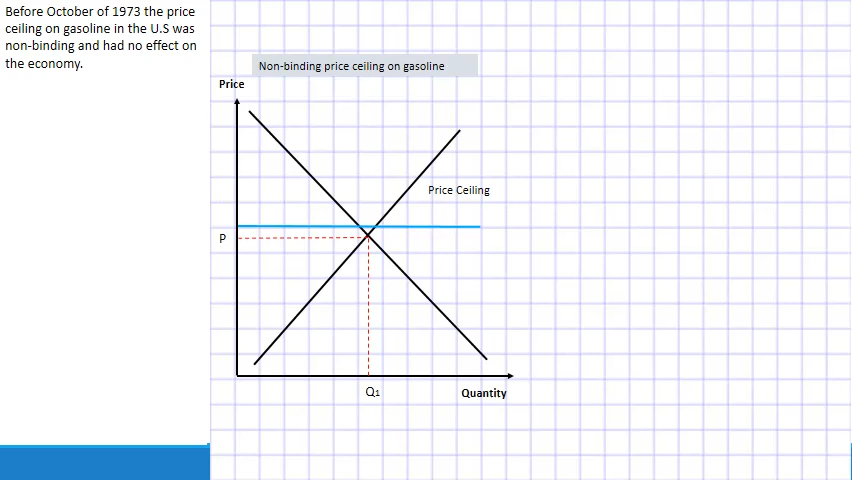 Before October of 1973 the price
ceiling on gasoline in the U.S was
non-binding and had no effect on
the economy.
Non-binding price ceiling on gasoline
Price
Price Ceiling
P
Q1
Quantity